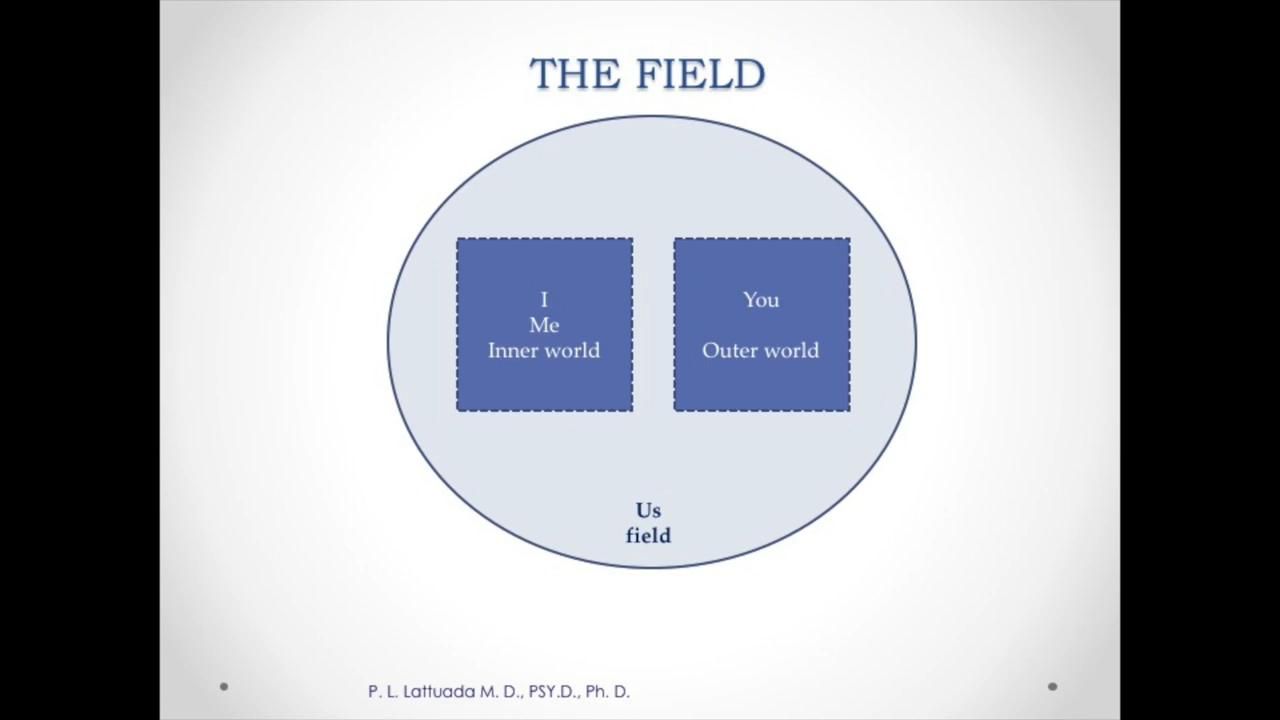 THE FIELD
I
Me
Inner world
You
Outer world
Us
field
P. L. Lattuada M. D., PSY.D., Ph. D.